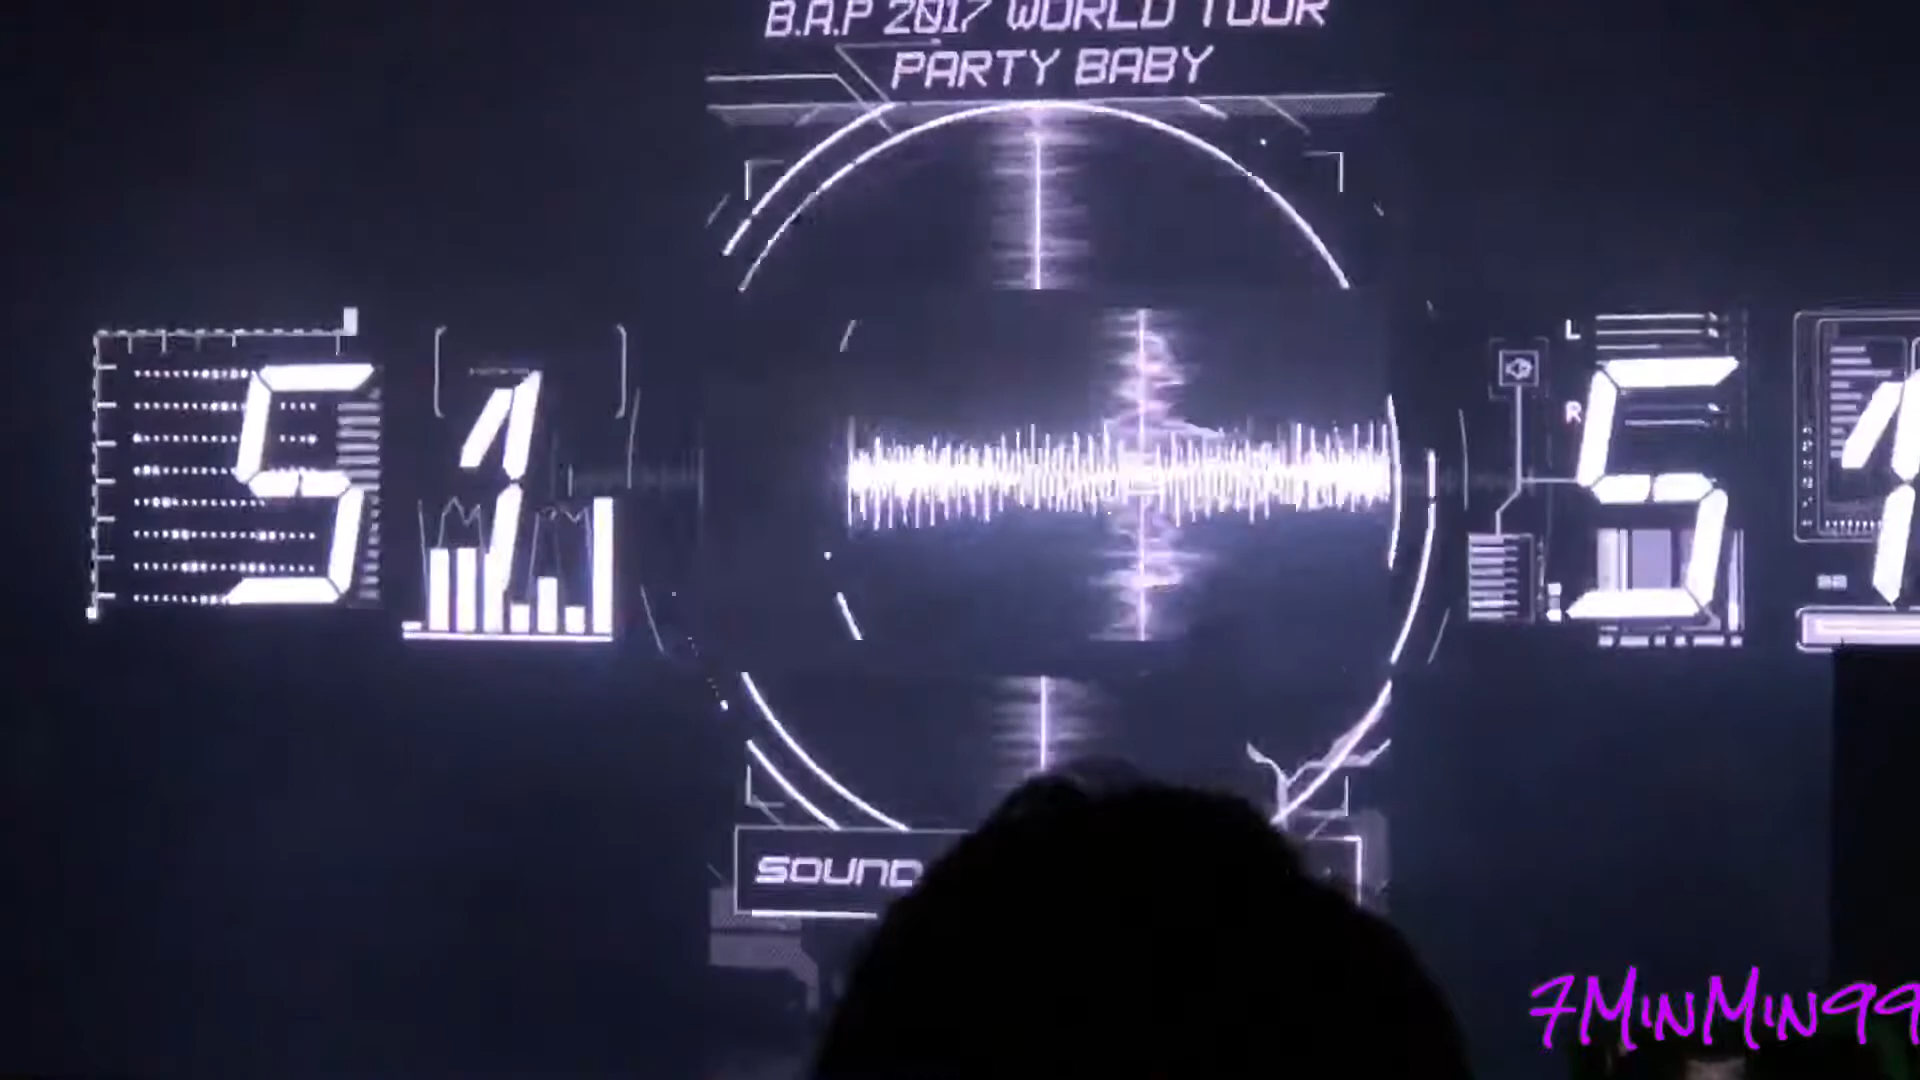 B.A.P 2017 WORLD TOUR
PARTY BABY
51
L
R
51
SOUND
7MinMin99